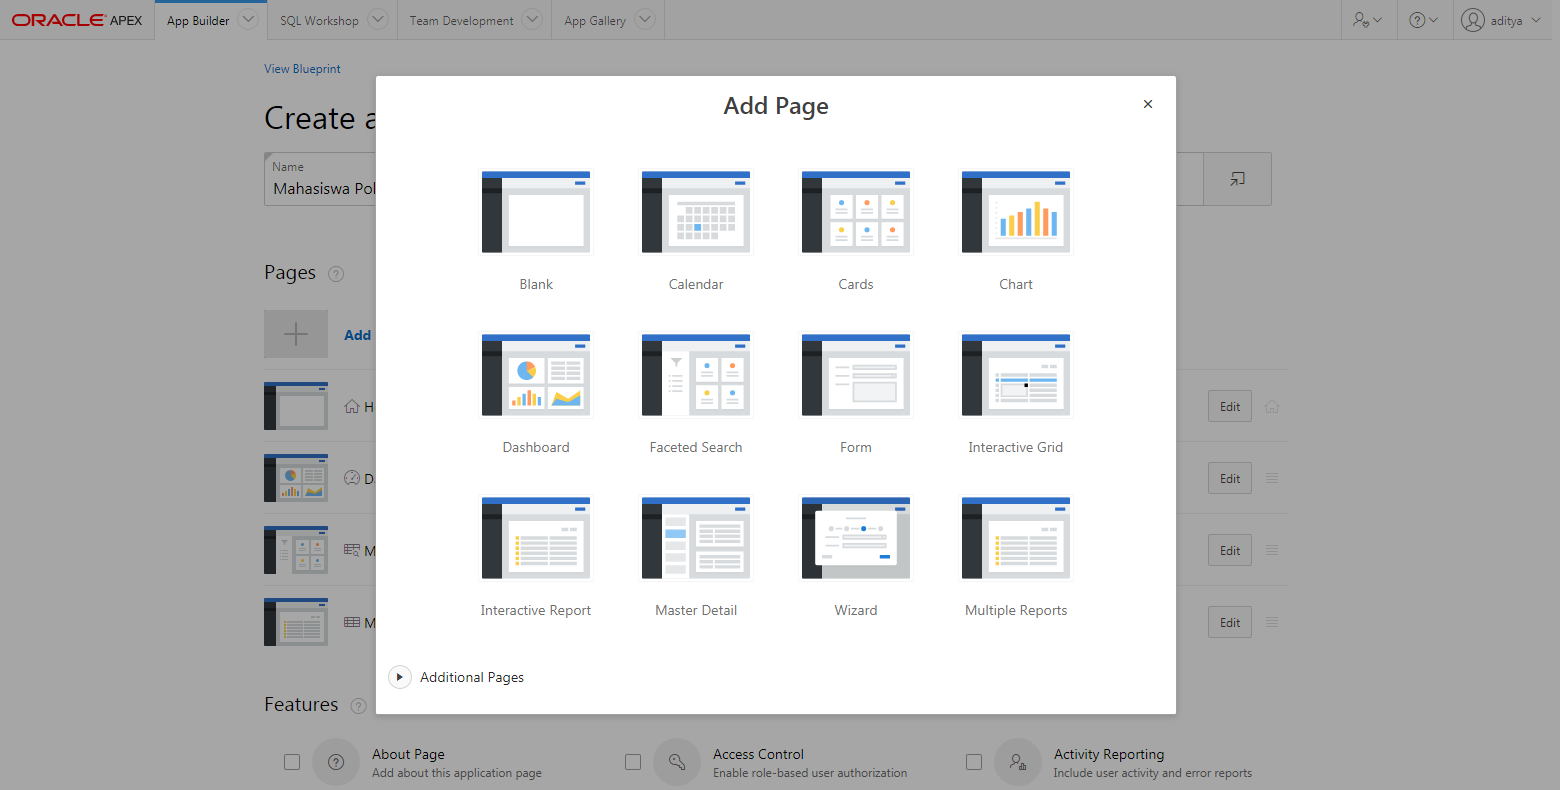 ORACLE APEX App Builder SQL Workshop Team Development App Gallery aditya
View Blueprint
Add Page
Create a
Name
Mahasiswa Pol
Blank Calendar Cards Chart
Pages
Add
H Edit
Dashboard Faceted Search Form Interactive Grid
D Edit
M Edit
Interactive Report Master Detail Wizard Multiple Reports
M Edit
Additional Pages
Features
About Page Access Control Activity Reporting
Add about this application page Enable role-based user authorization Include user activity and error reports